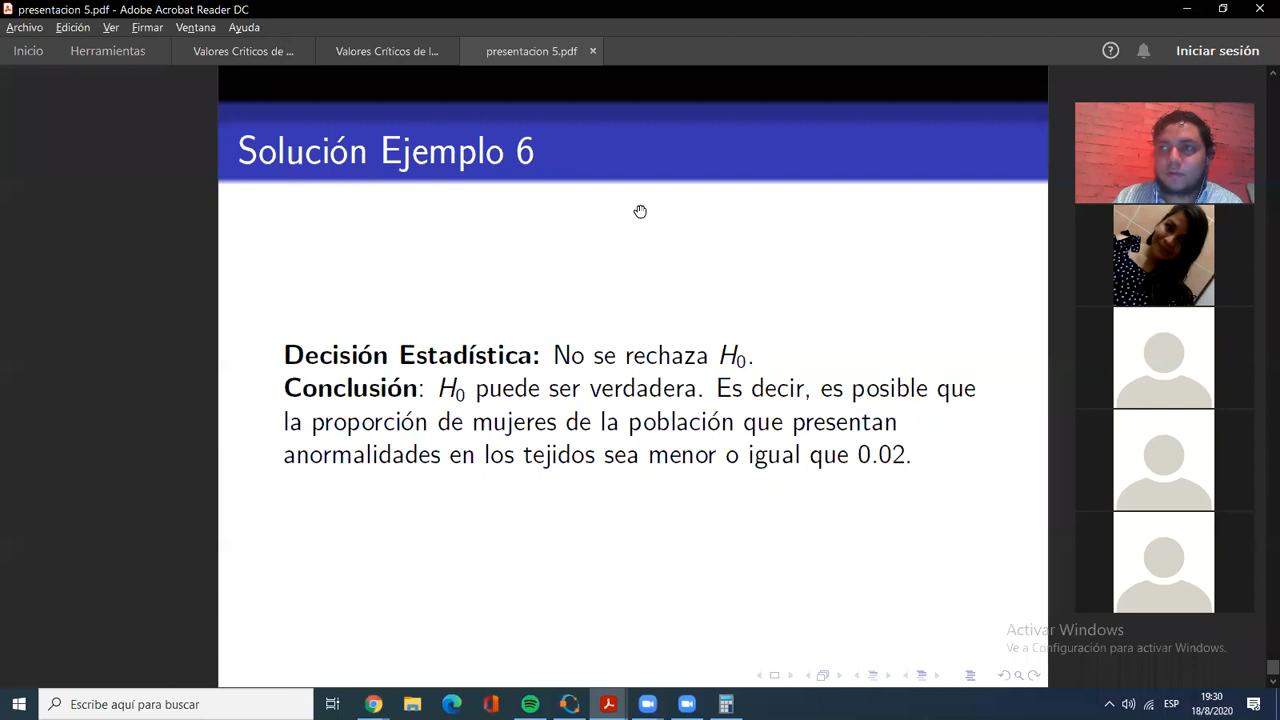 presentacion 5.pdf - Adobe Acrobat Reader DC
Archivo Edición Ver Firmar Ventana Ayuda
Inicio Herramientas Valores Criticos de ... Valores Críticos de l... presentacion 5.pdf × Iniciar sesión
Solución Ejemplo 6
Decisión Estadística: No se rechaza H₀.
Conclusión: H₀ puede ser verdadera. Es decir, es posible que
la proporción de mujeres de la población que presentan
anormalidades en los tejidos sea menor o igual que 0.02.
Activar Windows
Ve a Configuración para activar Windows.
Escribe aquí para buscar
ESP
19:30
18/8/2020